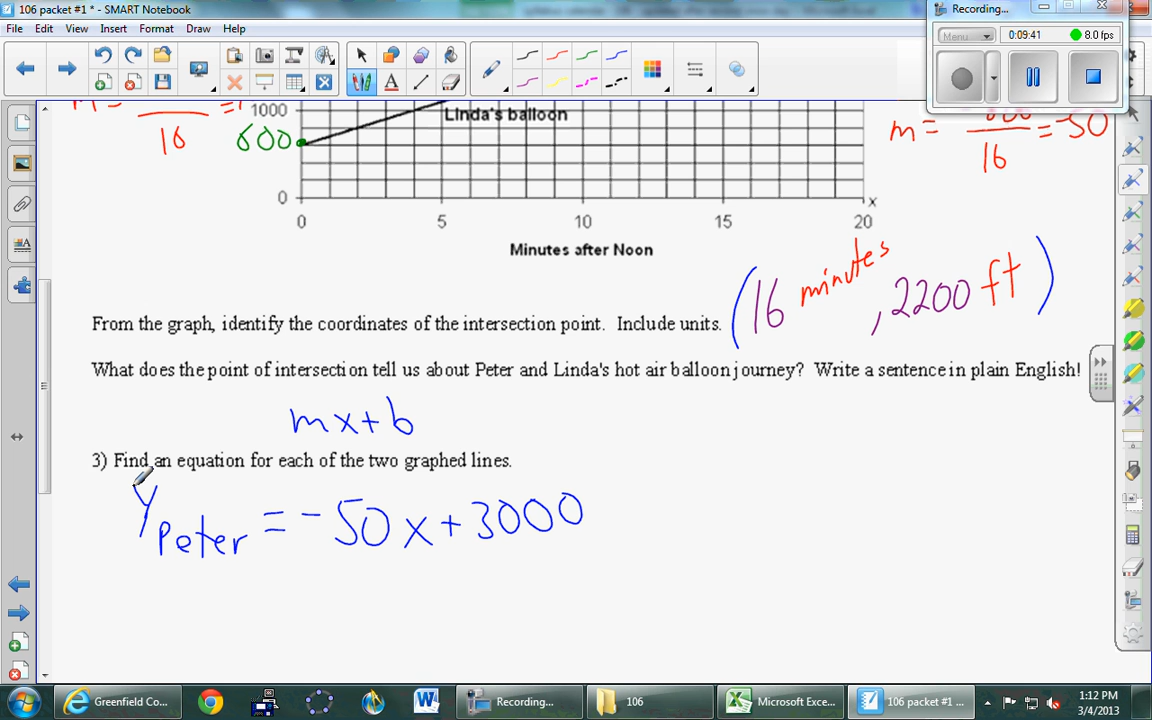 106 packet #1 * - SMART Notebook
Recording...
File Edit View Insert Format Draw Help
Menu 0:09:41 8.0 fps
m = 16
1000
600
Linda's balloon
m = 16 = -50
0
x
0 5 10 15 20
Minutes after Noon
(16 minutes, 2200 ft)
From the graph, identify the coordinates of the intersection point. Include units.
What does the point of intersection tell us about Peter and Linda's hot air balloon journey? Write a sentence in plain English!
mx+b
3) Find an equation for each of the two graphed lines.
y Peter = -50x+3000
Greenfield Co... Recording... 106 Microsoft Exce... 106 packet #1 ...
1:12 PM
3/4/2013